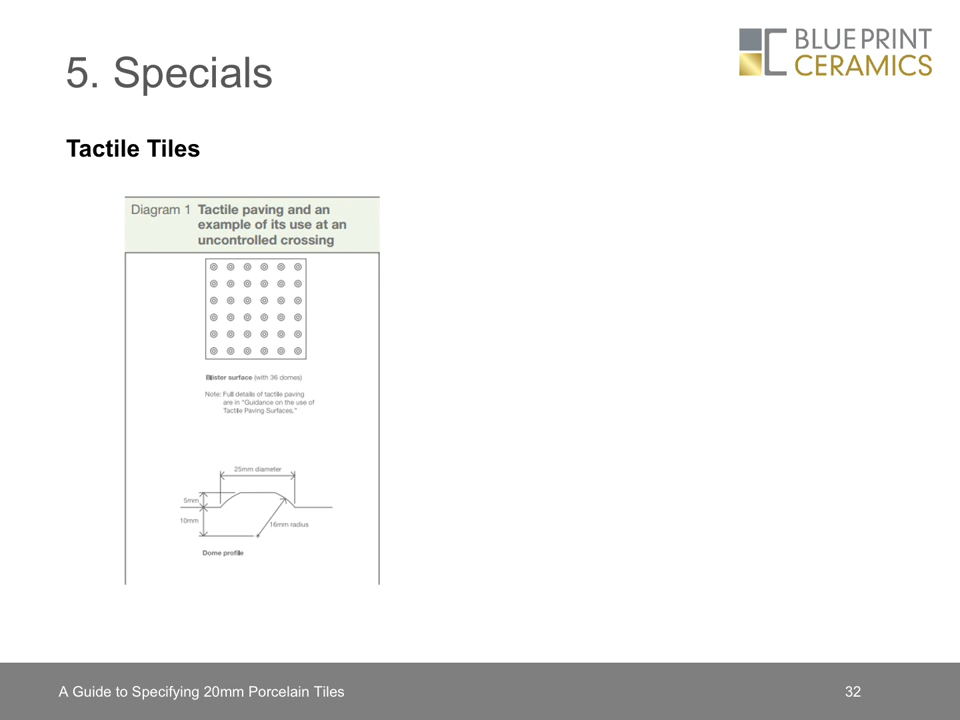 5. Specials
BLUEPRINT
CERAMICS
Tactile Tiles
Diagram 1 Tactile paving and an
example of its use at an
uncontrolled crossing
Blister surface (with 36 domes)
Note: Full details of tactile paving
are in "Guidance on the use of
Tactile Paving Surfaces."
25mm diameter
5mm
10mm
16mm radius
Dome profile
A Guide to Specifying 20mm Porcelain Tiles
32